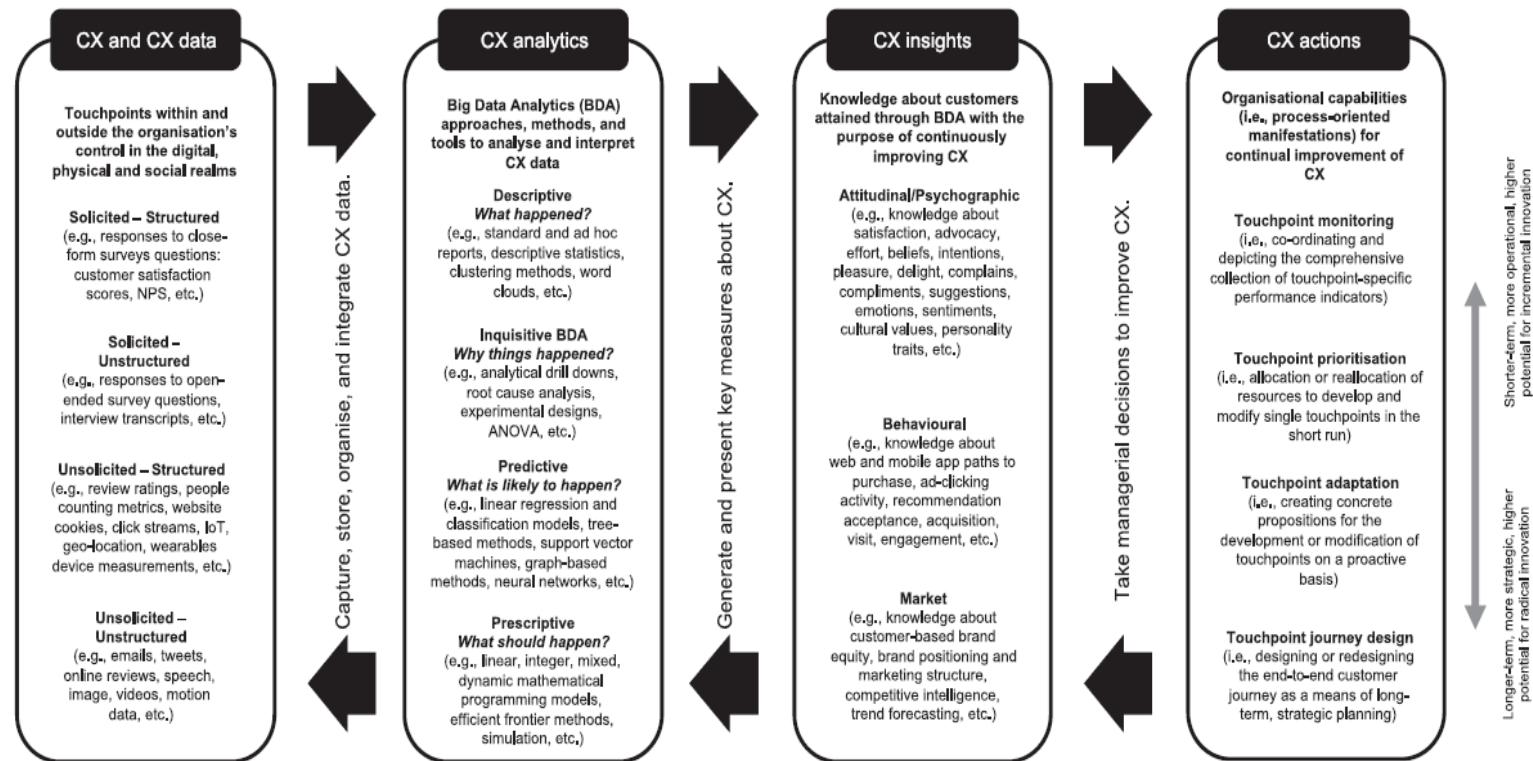 CX and CX data
Touchpoints within and
outside the organisation's
control in the digital,
physical and social realms
Solicited – Structured
(e.g., responses to close-
form surveys questions:
customer satisfaction
scores, NPS, etc.)
Solicited –
Unstructured
(e.g., responses to open-
ended survey questions,
interview transcripts, etc.)
Unsolicited – Structured
(e.g., review ratings, people
counting metrics, website
cookies, click streams, IoT,
geo-location, wearables
device measurements, etc.)
Unsolicited –
Unstructured
(e.g., emails, tweets,
online reviews, speech,
image, videos, motion
data, etc.)
Capture, store, organise, and integrate CX data.
CX analytics
Big Data Analytics (BDA)
approaches, methods, and
tools to analyse and interpret
CX data
Descriptive
What happened?
(e.g., standard and ad hoc
reports, descriptive statistics,
clustering methods, word
clouds, etc.)
Inquisitive BDA
Why things happened?
(e.g., analytical drill downs,
root cause analysis,
experimental designs,
ANOVA, etc.)
Predictive
What is likely to happen?
(e.g., linear regression and
classification models, tree-
based methods, support vector
machines, graph-based
methods, neural networks, etc.)
Prescriptive
What should happen?
(e.g., linear, integer, mixed,
dynamic mathematical
programming models,
efficient frontier methods,
simulation, etc.)
Generate and present key measures about CX.
CX insights
Knowledge about customers
attained through BDA with the
purpose of continuously
improving CX
Attitudinal/Psychographic
(e.g., knowledge about
satisfaction, advocacy,
effort, beliefs, intentions,
pleasure, delight, complains,
compliments, suggestions,
emotions, sentiments,
cultural values, personality
traits, etc.)
Behavioural
(e.g., knowledge about
web and mobile app paths to
purchase, ad-clicking
activity, recommendation
acceptance, acquisition,
visit, engagement, etc.)
Market
(e.g., knowledge about
customer-based brand
equity, brand positioning and
marketing structure,
competitive intelligence,
trend forecasting, etc.)
Take managerial decisions to improve CX.
CX actions
Organisational capabilities
(i.e., process-oriented
manifestations) for
continual improvement of
CX
Touchpoint monitoring
(i.e., co-ordinating and
depicting the comprehensive
collection of touchpoint-specific
performance indicators)
Touchpoint prioritisation
(i.e., allocation or reallocation of
resources to develop and
modify single touchpoints in the
short run)
Touchpoint adaptation
(i.e., creating concrete
propositions for the
development or modification of
touchpoints on a proactive
basis)
Touchpoint journey design
(i.e., designing or redesigning
the end-to-end customer
journey as a means of long-
term, strategic planning)
Shorter-term, more operational, higher
potential for incremental innovation
Longer-term, more strategic, higher
potential for radical innovation